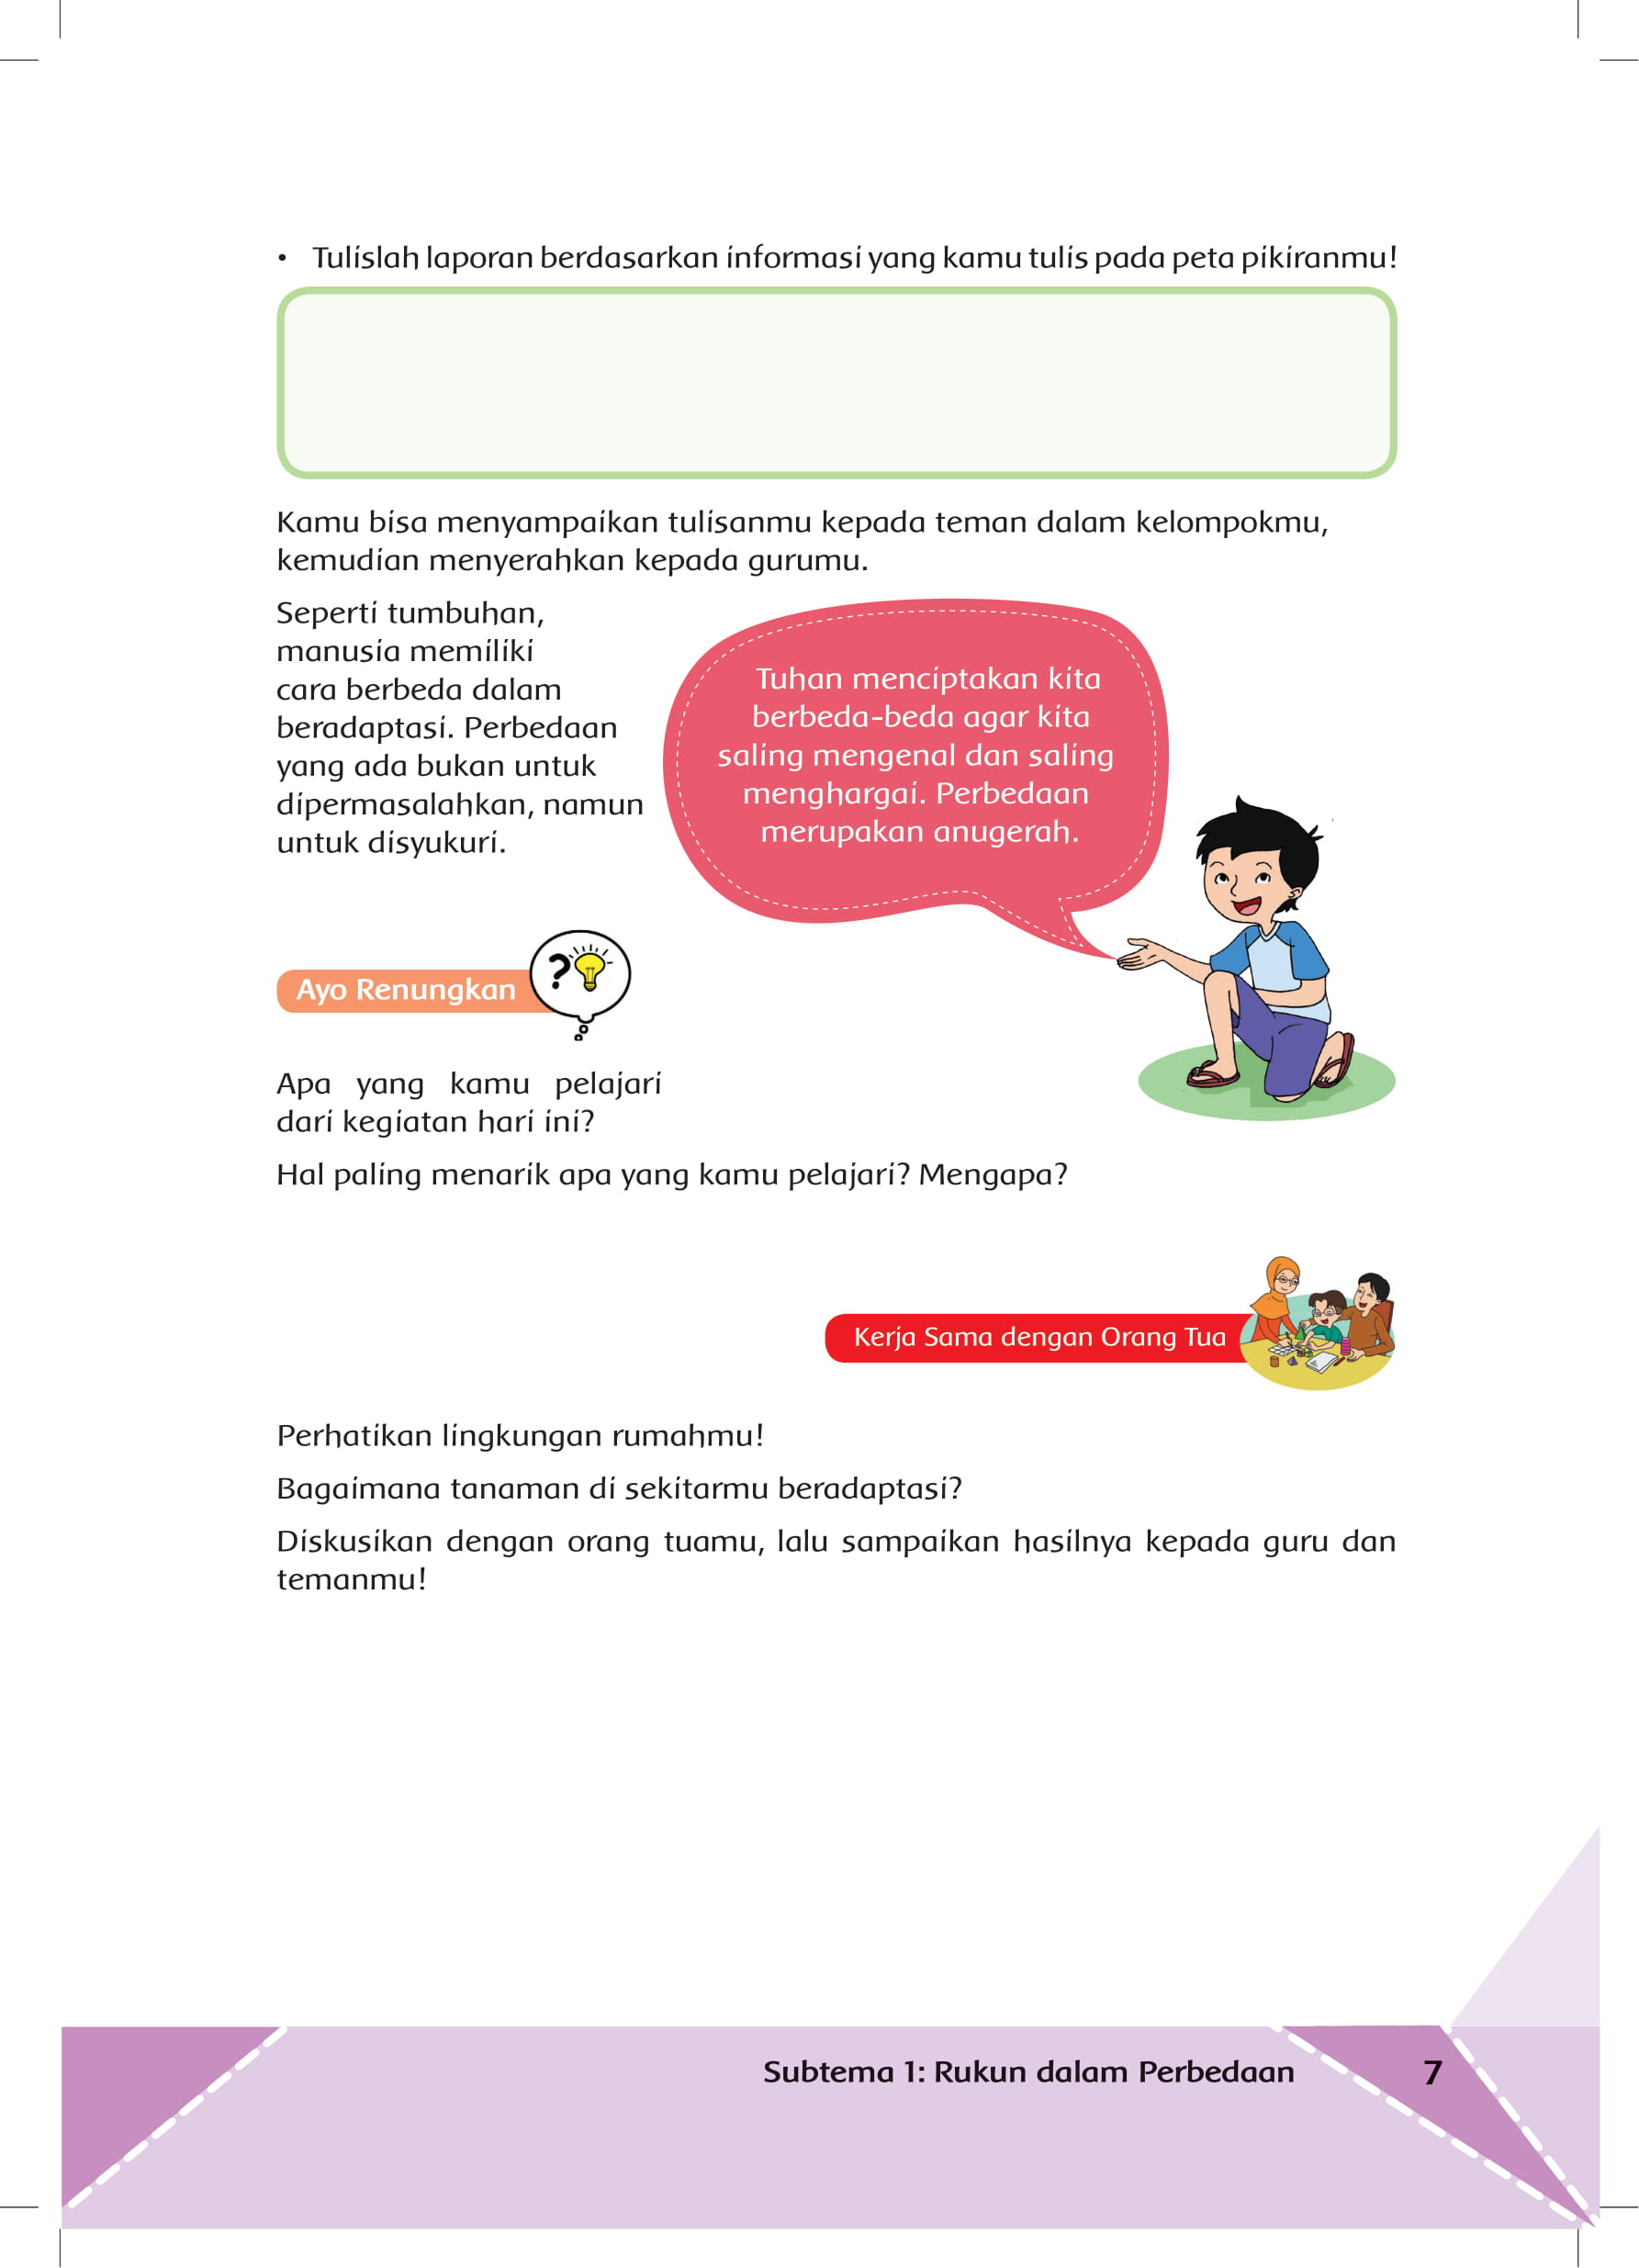 • Tulislah laporan berdasarkan informasi yang kamu tulis pada peta pikiranmu!
Kamu bisa menyampaikan tulisanmu kepada teman dalam kelompokmu,
kemudian menyerahkan kepada gurumu.
Seperti tumbuhan,
manusia memiliki
cara berbeda dalam
beradaptasi. Perbedaan
yang ada bukan untuk
dipermasalahkan, namun
untuk disyukuri.
Tuhan menciptakan kita
berbeda-beda agar kita
saling mengenal dan saling
menghargai. Perbedaan
merupakan anugerah.
Ayo Renungkan
?
Apa yang kamu pelajari
dari kegiatan hari ini?
Hal paling menarik apa yang kamu pelajari? Mengapa?
Kerja Sama dengan Orang Tua
Perhatikan lingkungan rumahmu!
Bagaimana tanaman di sekitarmu beradaptasi?
Diskusikan dengan orang tuamu, lalu sampaikan hasilnya kepada guru dan
temanmu!
Subtema 1: Rukun dalam Perbedaan 7